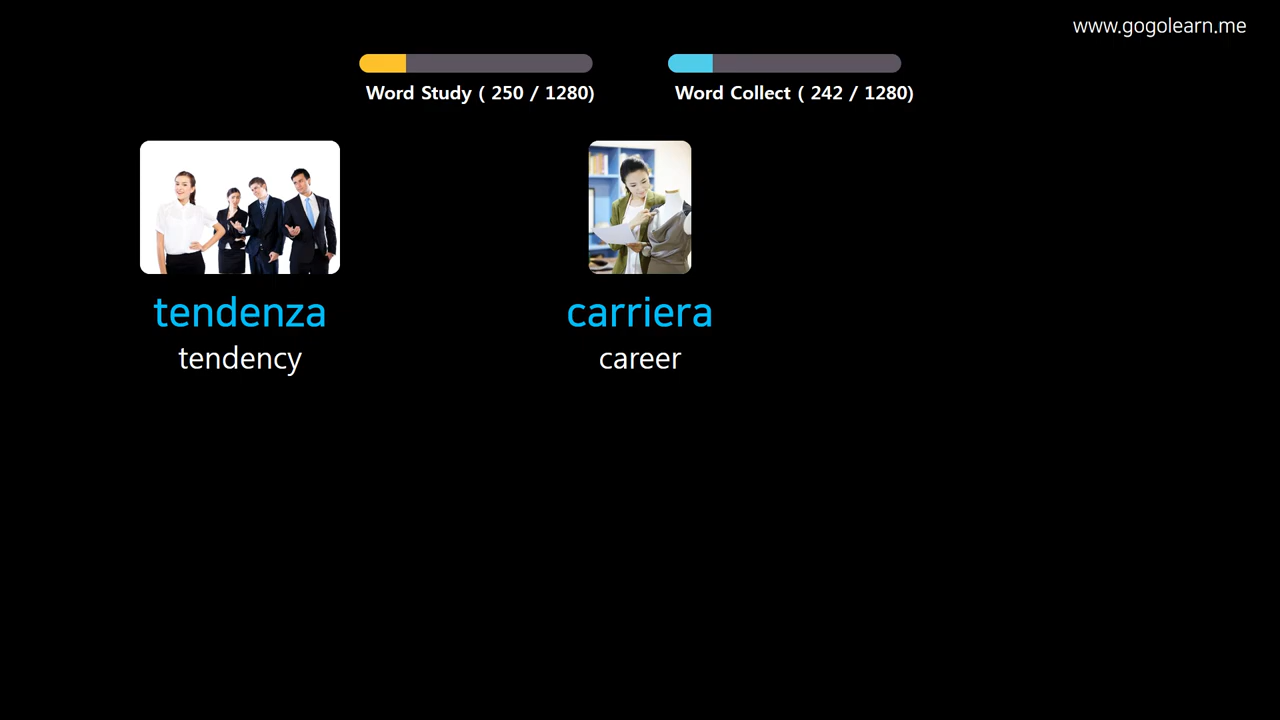 www.gogolearn.me
Word Study ( 250 / 1280)
Word Collect ( 242 / 1280)
tendenza
tendency
carriera
career